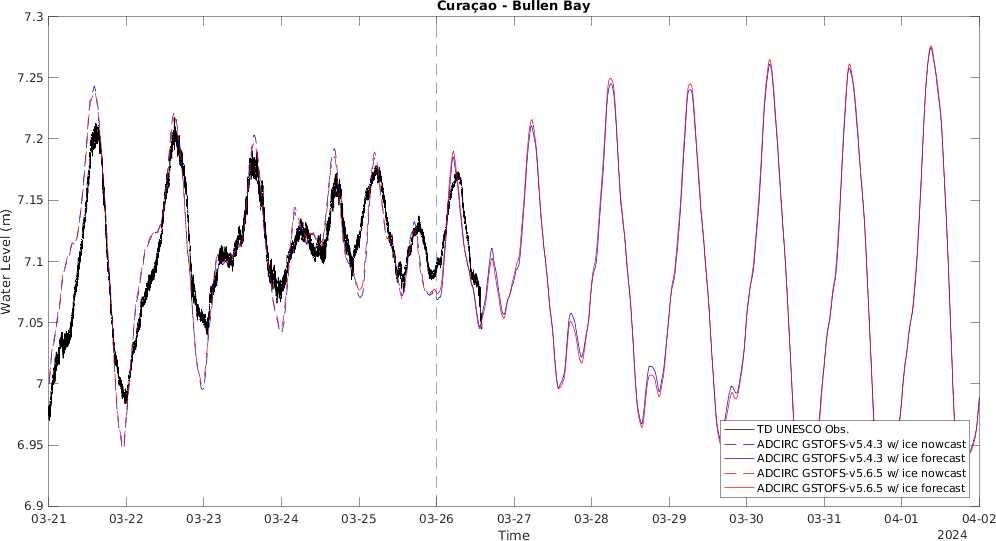 Curaçao - Bullen Bay
7.3
7.25
7.2
7.15
7.1
7.05
7
6.95
6.9
Water Level (m)
TD UNESCO Obs.
ADCIRC GSTOFS-v5.4.3 w/ ice nowcast
ADCIRC GSTOFS-v5.4.3 w/ ice forecast
ADCIRC GSTOFS-v5.6.5 w/ ice nowcast
ADCIRC GSTOFS-v5.6.5 w/ ice forecast
03-21 03-22 03-23 03-24 03-25 03-26 03-27 03-28 03-29 03-30 03-31 04-01 04-02
Time
2024